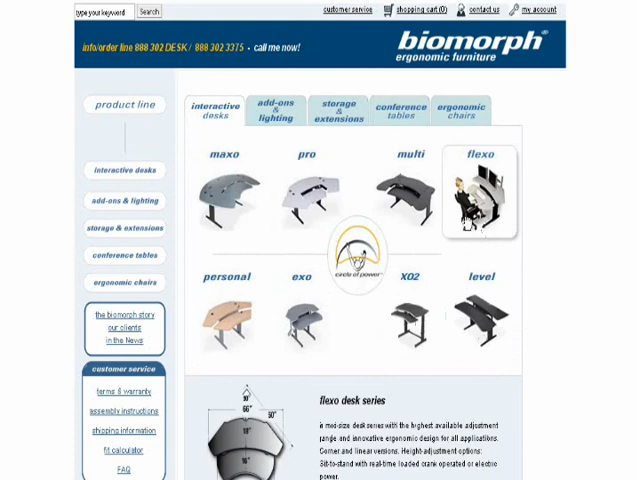 type your keyword
Search
customer service
shopping cart (0)
contact us
my account
info/order line 888 302 DESK / 888 302 3375 - call me now!
biomorph®
ergonomic furniture
product line
interactive desks
add-ons & lighting
storage & extensions
conference tables
ergonomic chairs
interactive desks
add-ons & lighting
storage & extensions
conference tables
ergonomic chairs
maxo
pro
multi
flexo
circle of power
personal
exo
XO2
level
the biomorph story
our clients
in the News
customer service
terms & warranty
assembly instructions
shipping information
fit calculator
FAQ
30"
66"
50"
18"
16"
flexo desk series
a mid-size desk series with the highest available adjustment
range and innovative ergonomic design for all applications.
Corner and linear versions. Height-adjustment options:
Sit-to-stand with real-time loaded crank operated or electric
power.